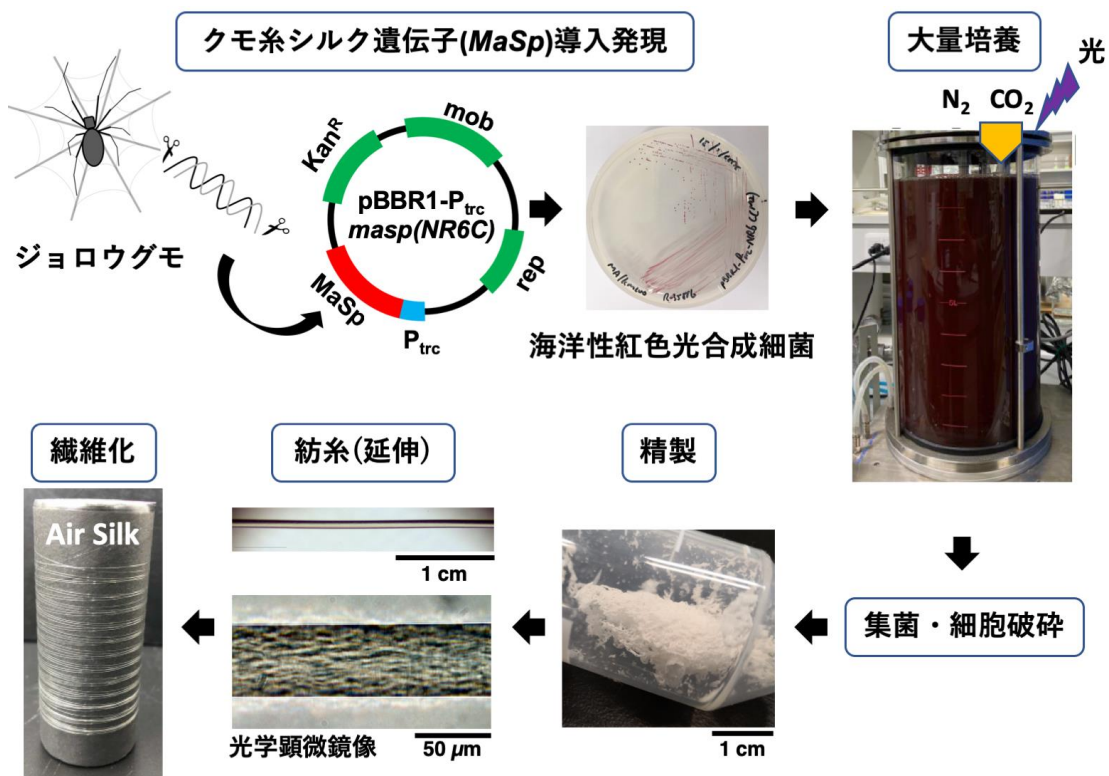 クモ糸シルク遺伝子(MaSp)導入発現
大量培養
光
N2 CO2
ジョロウグモ
KanR
mob
pBBR1-Ptrc
masp(NR6C)
rep
MaSp
Ptrc
海洋性紅色光合成細菌
繊維化
紡糸(延伸)
精製
集菌・細胞破砕
Air Silk
1 cm
光学顕微鏡像
50 μm
1 cm